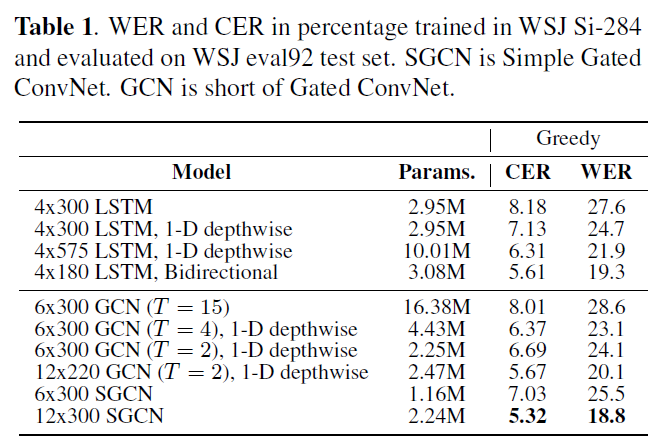 Table 1. WER and CER in percentage trained in WSJ Si-284
and evaluated on WSJ eval92 test set. SGCN is Simple Gated
ConvNet. GCN is short of Gated ConvNet.
Greedy
Model Params. CER WER
4x300 LSTM 2.95M 8.18 27.6
4x300 LSTM, 1-D depthwise 2.95M 7.13 24.7
4x575 LSTM, 1-D depthwise 10.01M 6.31 21.9
4x180 LSTM, Bidirectional 3.08M 5.61 19.3
6x300 GCN (T = 15) 16.38M 8.01 28.6
6x300 GCN (T = 4), 1-D depthwise 4.43M 6.37 23.1
6x300 GCN (T = 2), 1-D depthwise 2.25M 6.69 24.1
12x220 GCN (T = 2), 1-D depthwise 2.47M 5.67 20.1
6x300 SGCN 1.16M 7.03 25.5
12x300 SGCN 2.24M 5.32 18.8